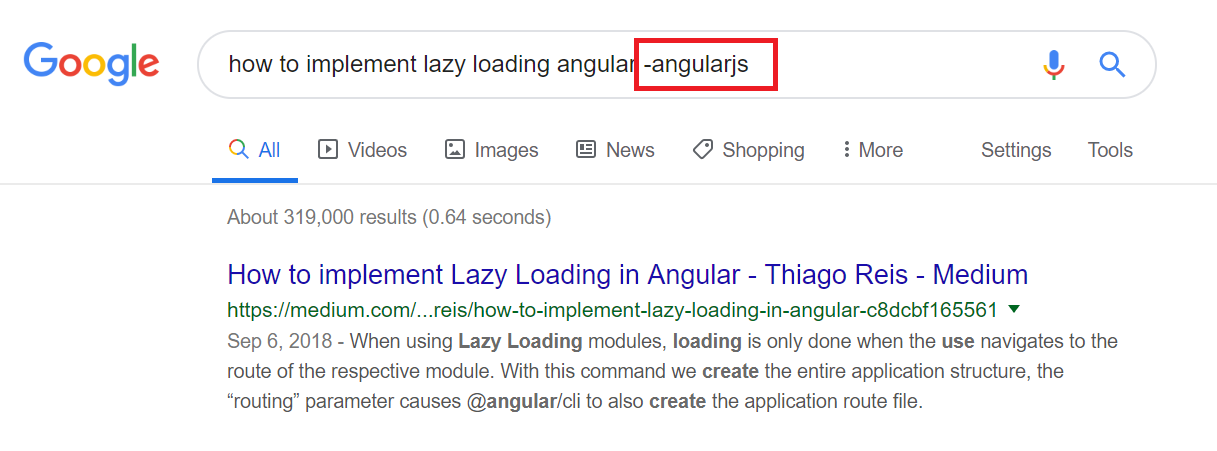 Google
how to implement lazy loading angular -angularjs
All Videos Images News Shopping More Settings Tools
About 319,000 results (0.64 seconds)
How to implement Lazy Loading in Angular - Thiago Reis - Medium
https://medium.com/...reis/how-to-implement-lazy-loading-in-angular-c8dcbf165561
Sep 6, 2018 - When using Lazy Loading modules, loading is only done when the use navigates to the
route of the respective module. With this command we create the entire application structure, the
“routing” parameter causes @angular/cli to also create the application route file.